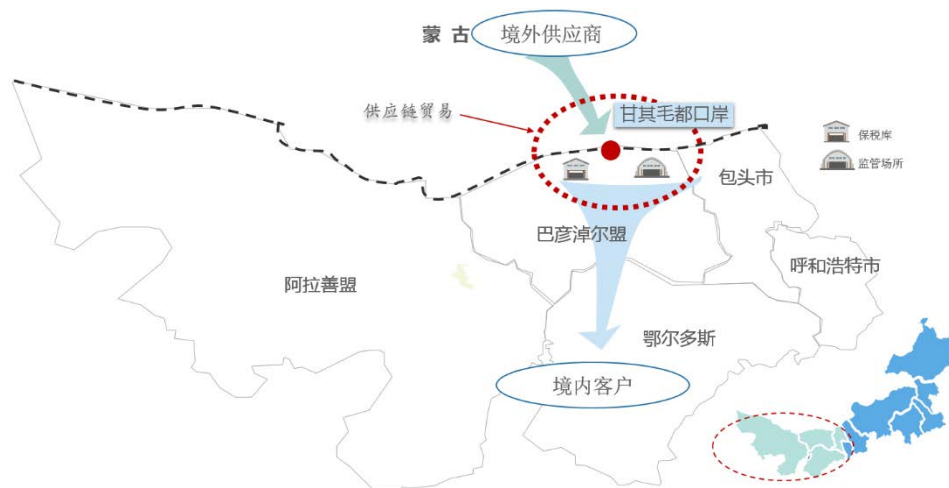 蒙 古
境外供应商
供应链贸易
甘其毛都口岸
保税库
监管场所
包头市
巴彦淖尔盟
呼和浩特市
阿拉善盟
鄂尔多斯
境内客户